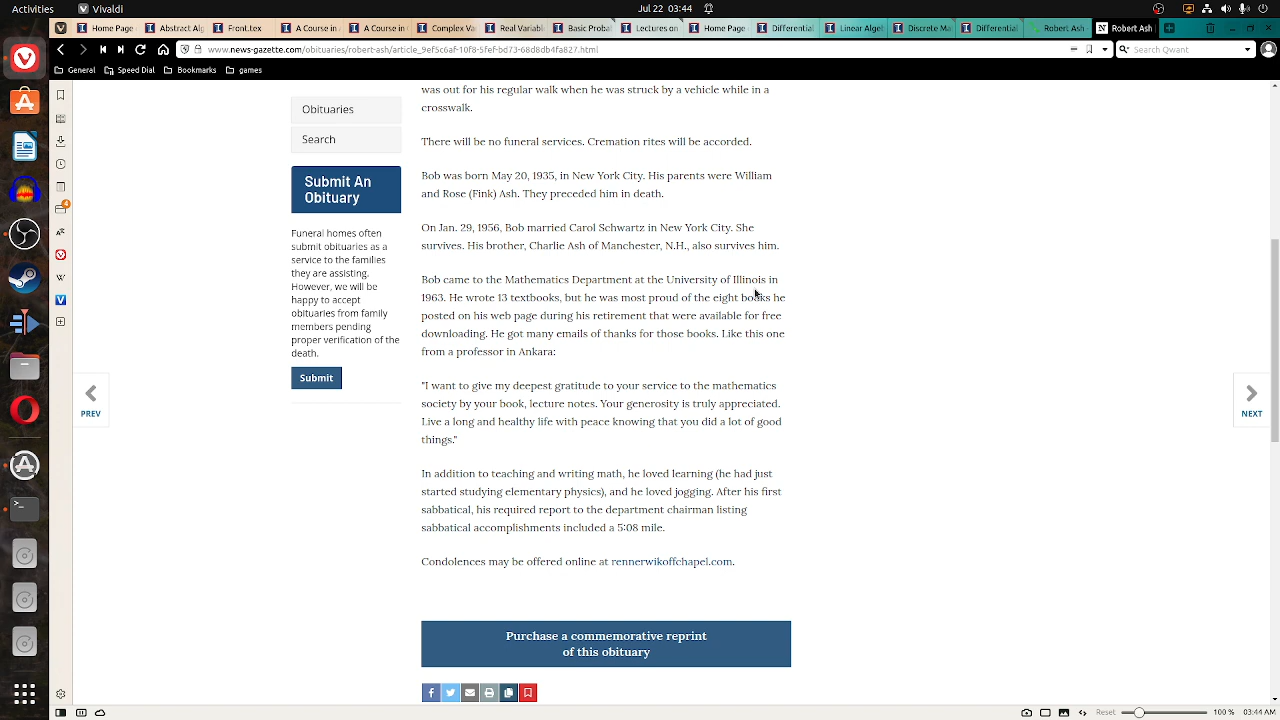 Activities
Vivaldi
Jul 2 03:44
Home Page
Abstract Alg
Front.tex
A Course in
A Course in
Complex Va
Real Variabl
Basic Proba
Lectures on
Home Page
Differential
Linear Algel
Discrete Ma
Differential
Robert Ash
Robert Ash
www.news-gazette.com/obituaries/robert-ash/article_9ef5c6af-10f8-5fef-bd73-68d8db4fa827.html
Search Qwant
General
Speed Dial
Bookmarks
games
Obituaries
Search
Submit An
Obituary
Funeral homes often
submit obituaries as a
service to the families
they are assisting.
However, we will be
happy to accept
obituaries from family
members pending
proper verification of the
death.
Submit
PREV
was out for his regular walk when he was struck by a vehicle while in a
crosswalk.
There will be no funeral services. Cremation rites will be accorded.
Bob was born May 20, 1935, in New York City. His parents were William
and Rose (Fink) Ash. They preceded him in death.
On Jan. 29, 1956, Bob married Carol Schwartz in New York City. She
survives. His brother, Charlie Ash of Manchester, N.H., also survives him.
Bob came to the Mathematics Department at the University of Illinois in
1963. He wrote 13 textbooks, but he was most proud of the eight books he
posted on his web page during his retirement that were available for free
downloading. He got many emails of thanks for those books. Like this one
from a professor in Ankara:
"I want to give my deepest gratitude to your service to the mathematics
society by your book, lecture notes. Your generosity is truly appreciated.
Live a long and healthy life with peace knowing that you did a lot of good
things."
In addition to teaching and writing math, he loved learning (he had just
started studying elementary physics), and he loved jogging. After his first
sabbatical, his required report to the department chairman listing
sabbatical accomplishments included a 5:08 mile.
Condolences may be offered online at rennerwikoffchapel.com.
Purchase a commemorative reprint
of this obituary
NEXT
Reset
100 %
03:44 AM